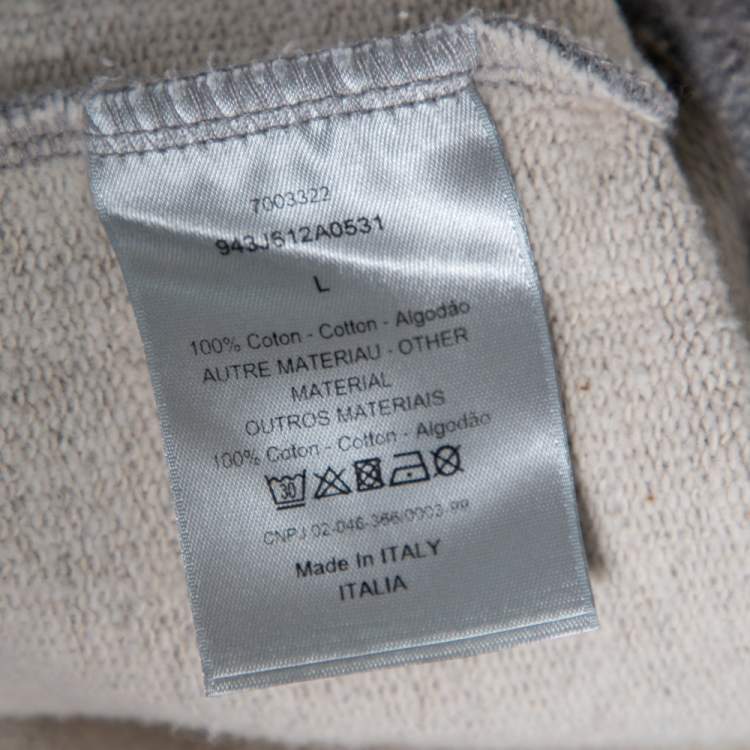 7003322
943J612A0531
L
100% Coton - Cotton - Algodão
AUTRE MATERIAU - OTHER
MATERIAL
OUTROS MATERIAIS
100% Coton - Cotton - Algodão
30
CNPJ 02-046-366/0003-99
Made In ITALY
ITALIA